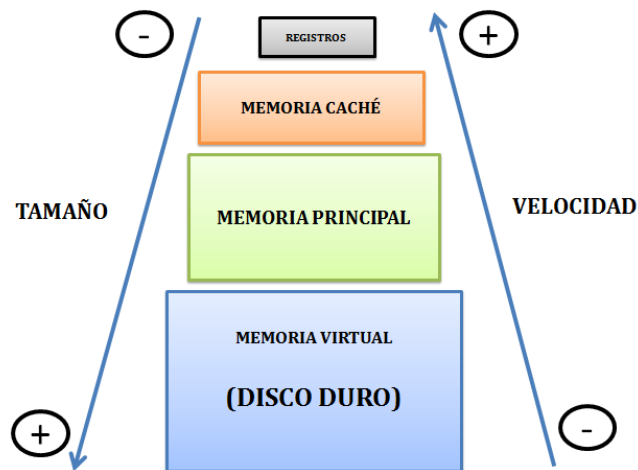 -
REGISTROS
+
MEMORIA CACHÉ
TAMAÑO
MEMORIA PRINCIPAL
VELOCIDAD
MEMORIA VIRTUAL
(DISCO DURO)
+
-